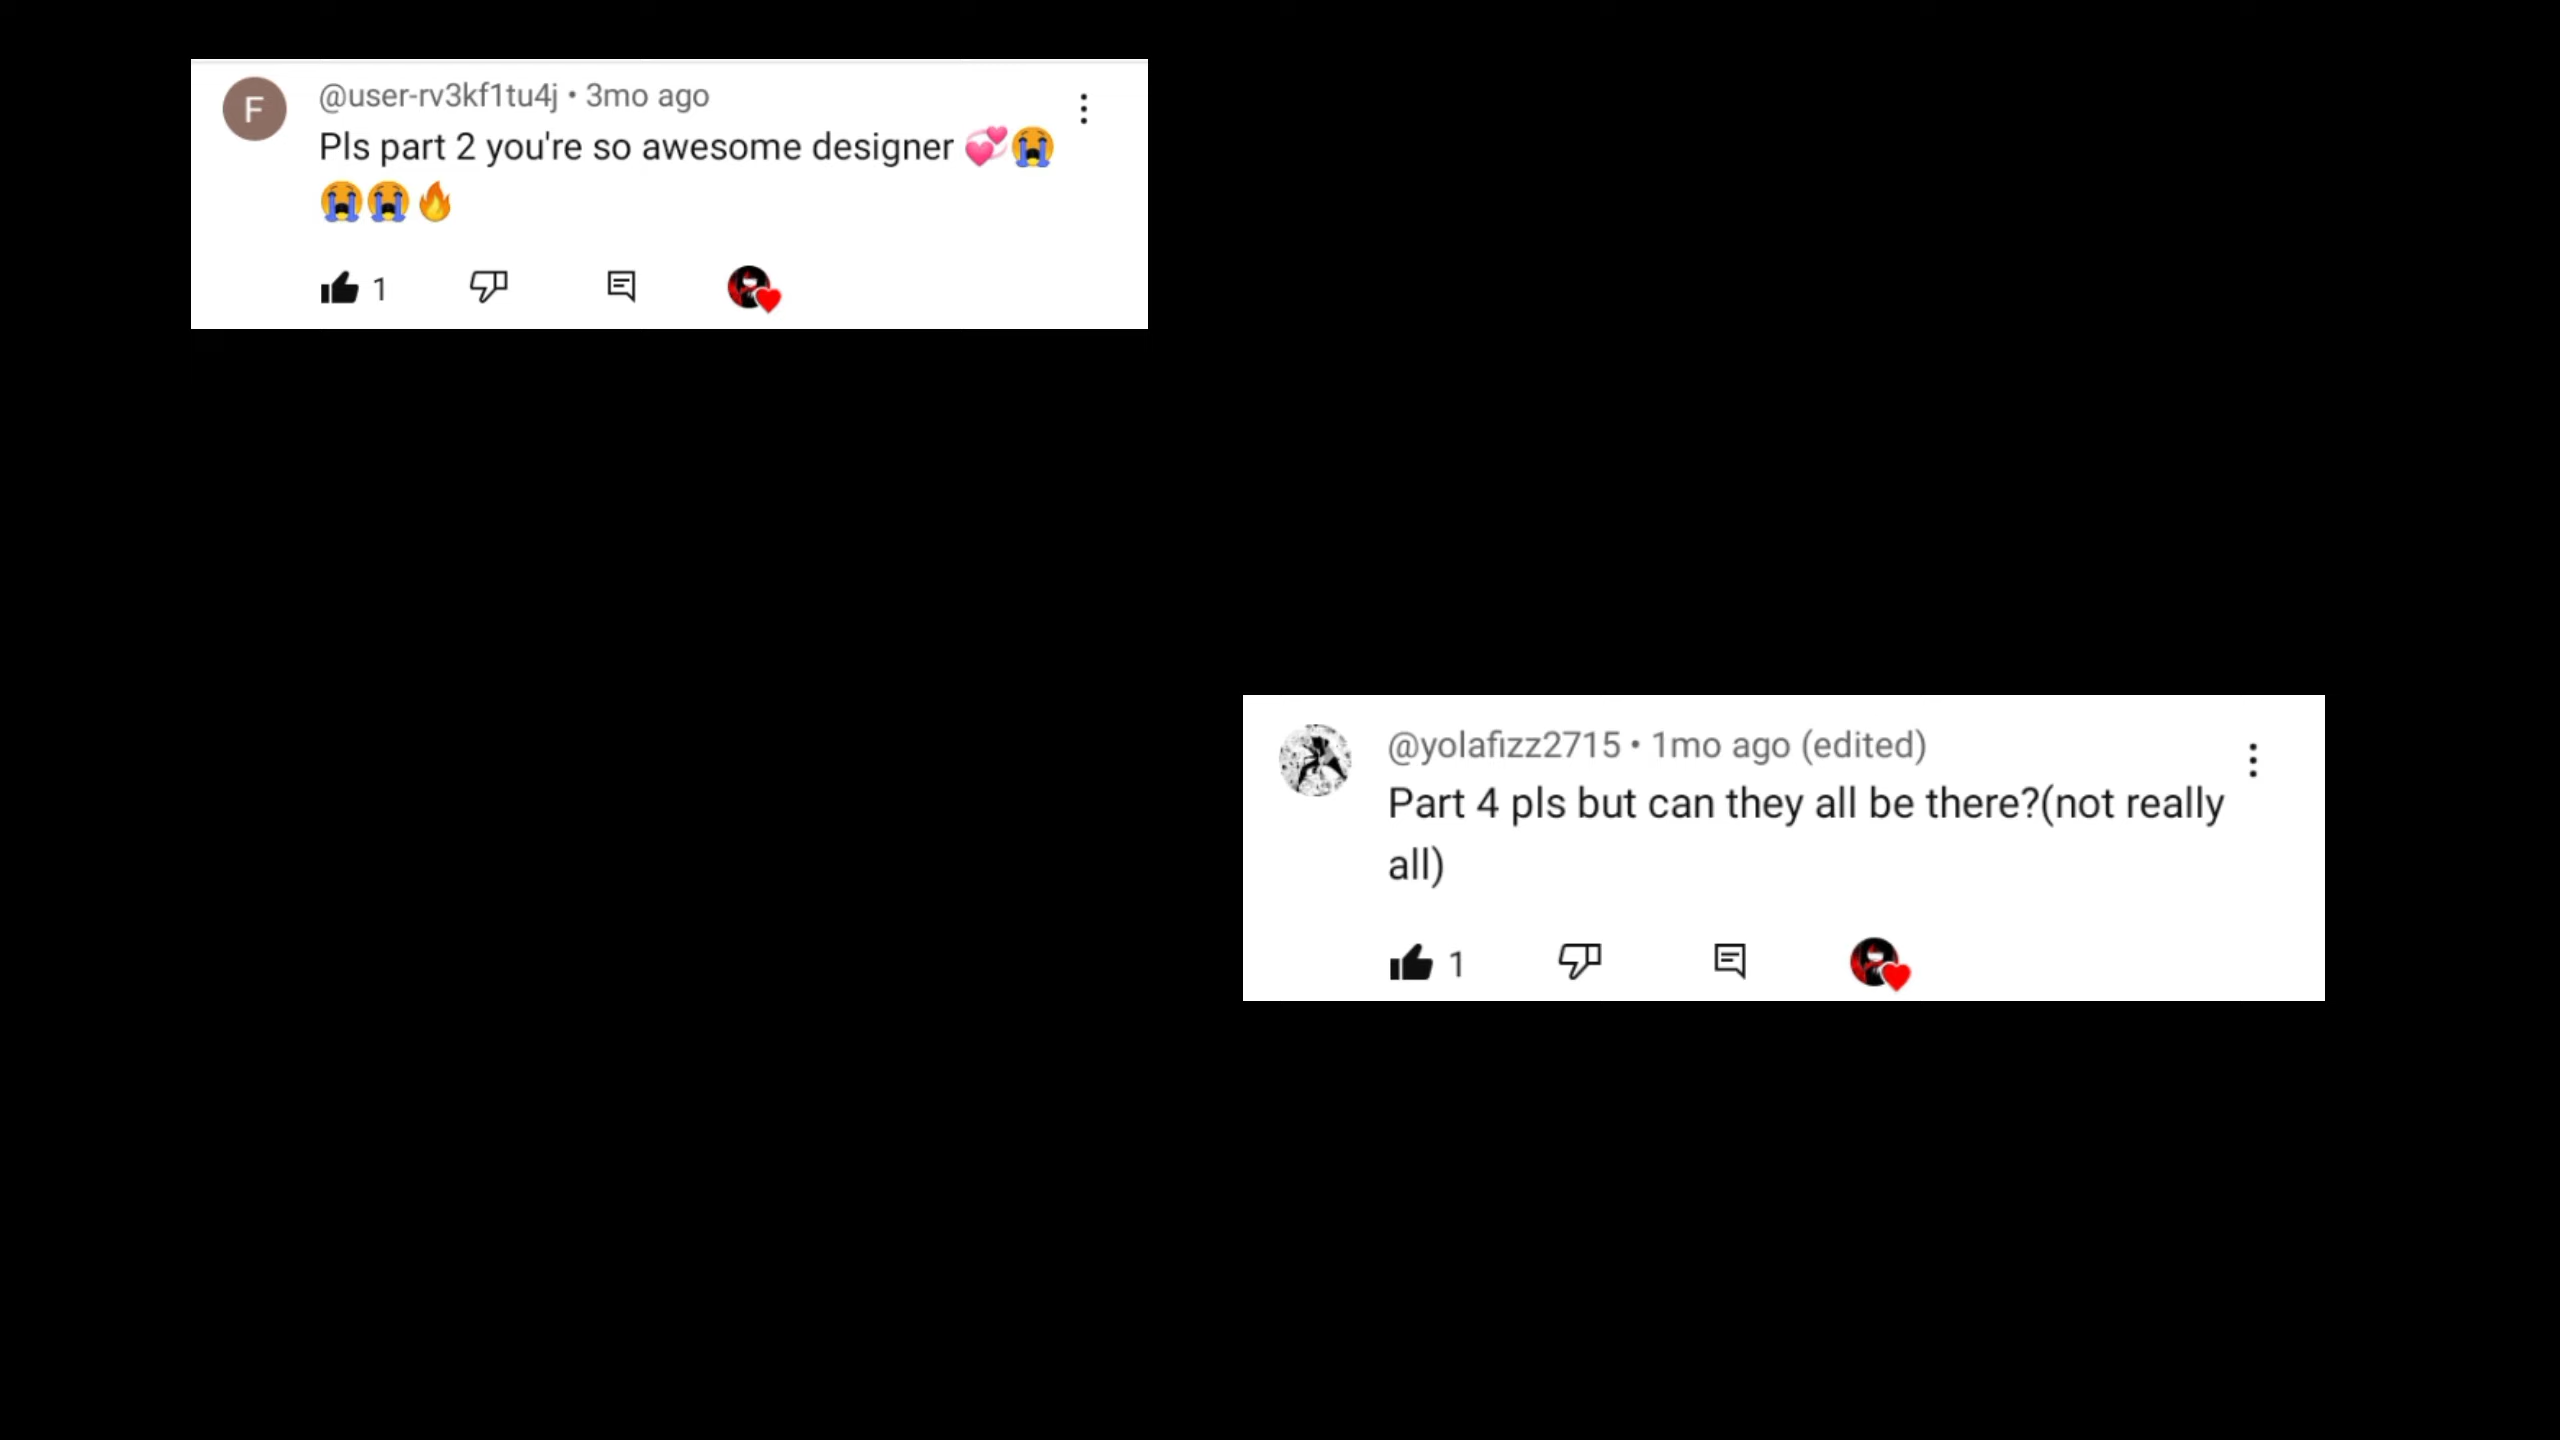 F
@user-rv3kf1tu4j • 3mo ago
Pls part 2 you're so awesome designer 💞😭
😭😭🔥
1
@yolafizz2715 • 1mo ago (edited)
Part 4 pls but can they all be there?(not really
all)
1